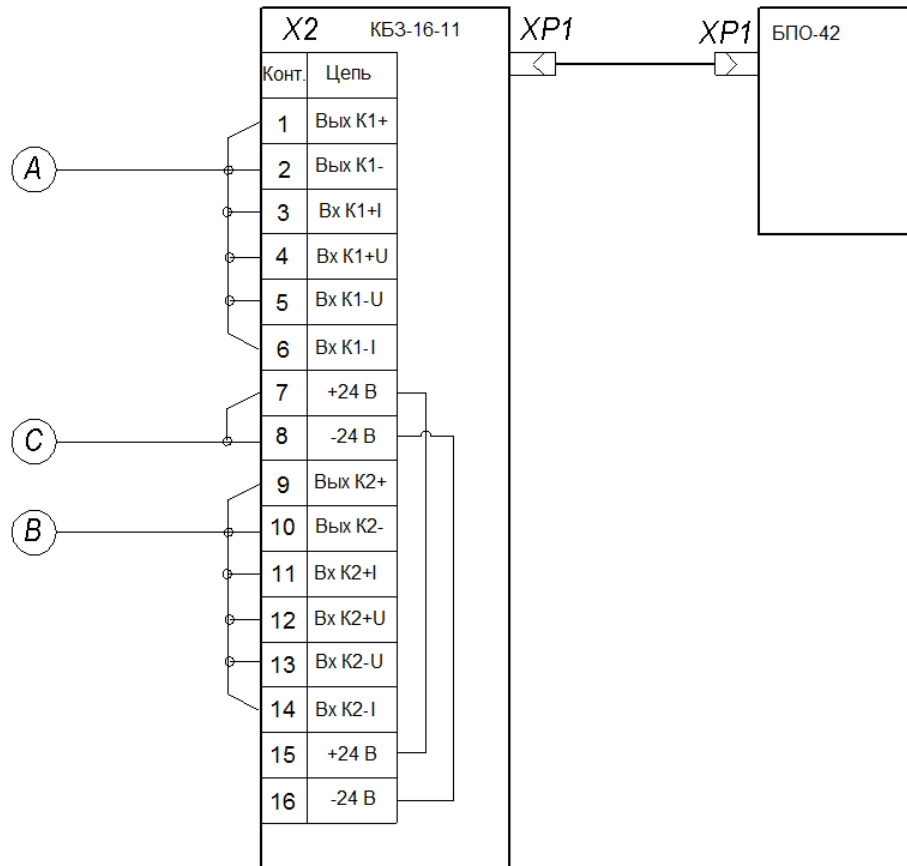 X2 КБЗ-16-11 XP1 XP1 БПО-42
Конт. Цепь
1 Вых К1+
A 2 Вых К1-
3 Вх К1+I
4 Вх К1+U
5 Вх К1-U
6 Вх К1-I
7 +24 В
C 8 -24 В
9 Вых К2+
B 10 Вых К2-
11 Вх К2+I
12 Вх К2+U
13 Вх К2-U
14 Вх К2-I
15 +24 В
16 -24 В